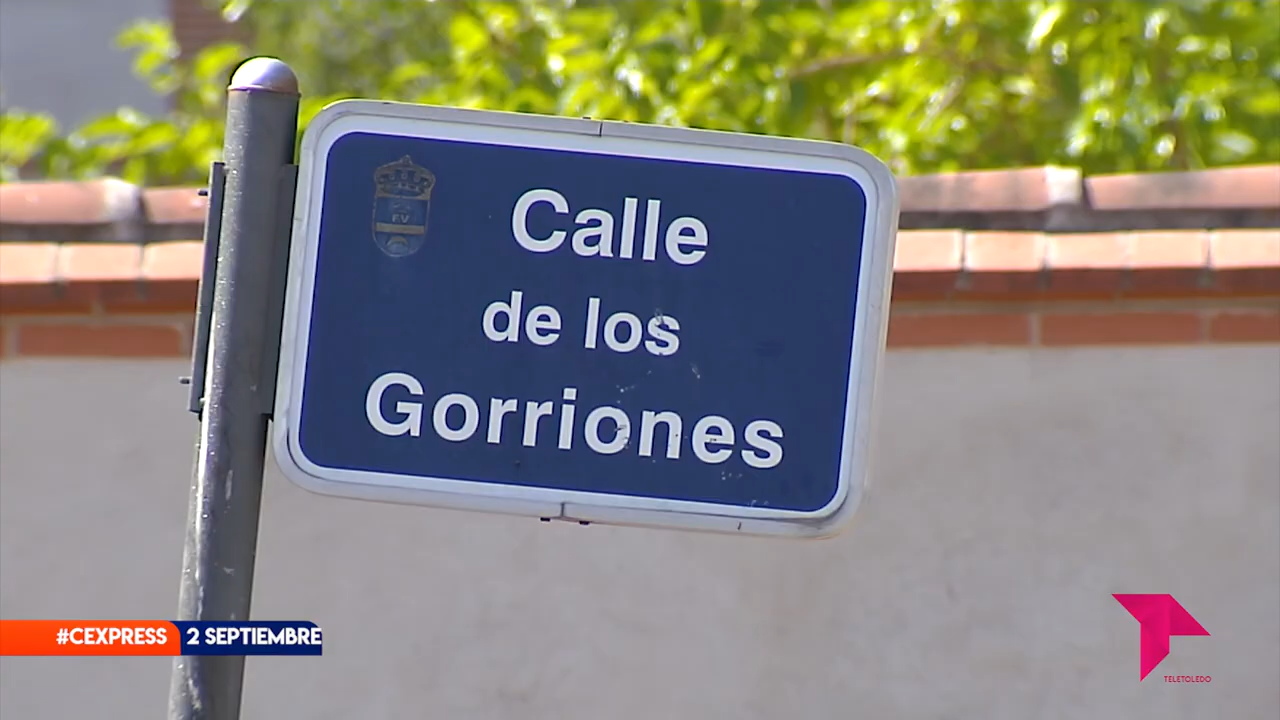 F.V
Calle
de los
Gorriones
#CEXPRESS 2 SEPTIEMBRE
TELETOLEDO